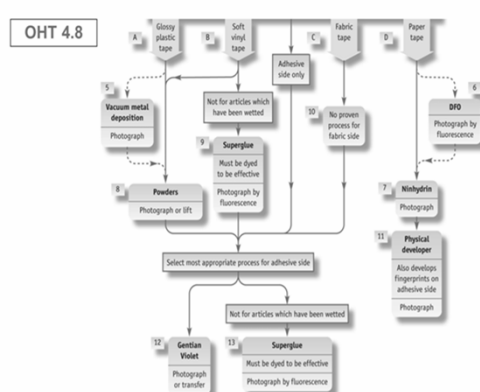 OHT 4.8
A
Glossy
plastic
tape
B
Soft
vinyl
tape
C
Fabric
tape
D
Paper
tape
Adhesive
side only
5
Vacuum metal
deposition
Photograph
Not for articles which
have been wetted
10
No proven
process for
fabric side
6
DFO
Photograph by
fluorescence
9
Superglue
Must be dyed
to be effective
Photograph by
fluorescence
8
Powders
Photograph or lift
7
Ninhydrin
Photograph
11
Physical
developer
Also develops
fingerprints on
adhesive side
Photograph
Select most appropriate process for adhesive side
Not for articles which have been wetted
12
Gentian
Violet
Photograph
or transfer
13
Superglue
Must be dyed to be effective
Photograph by fluorescence